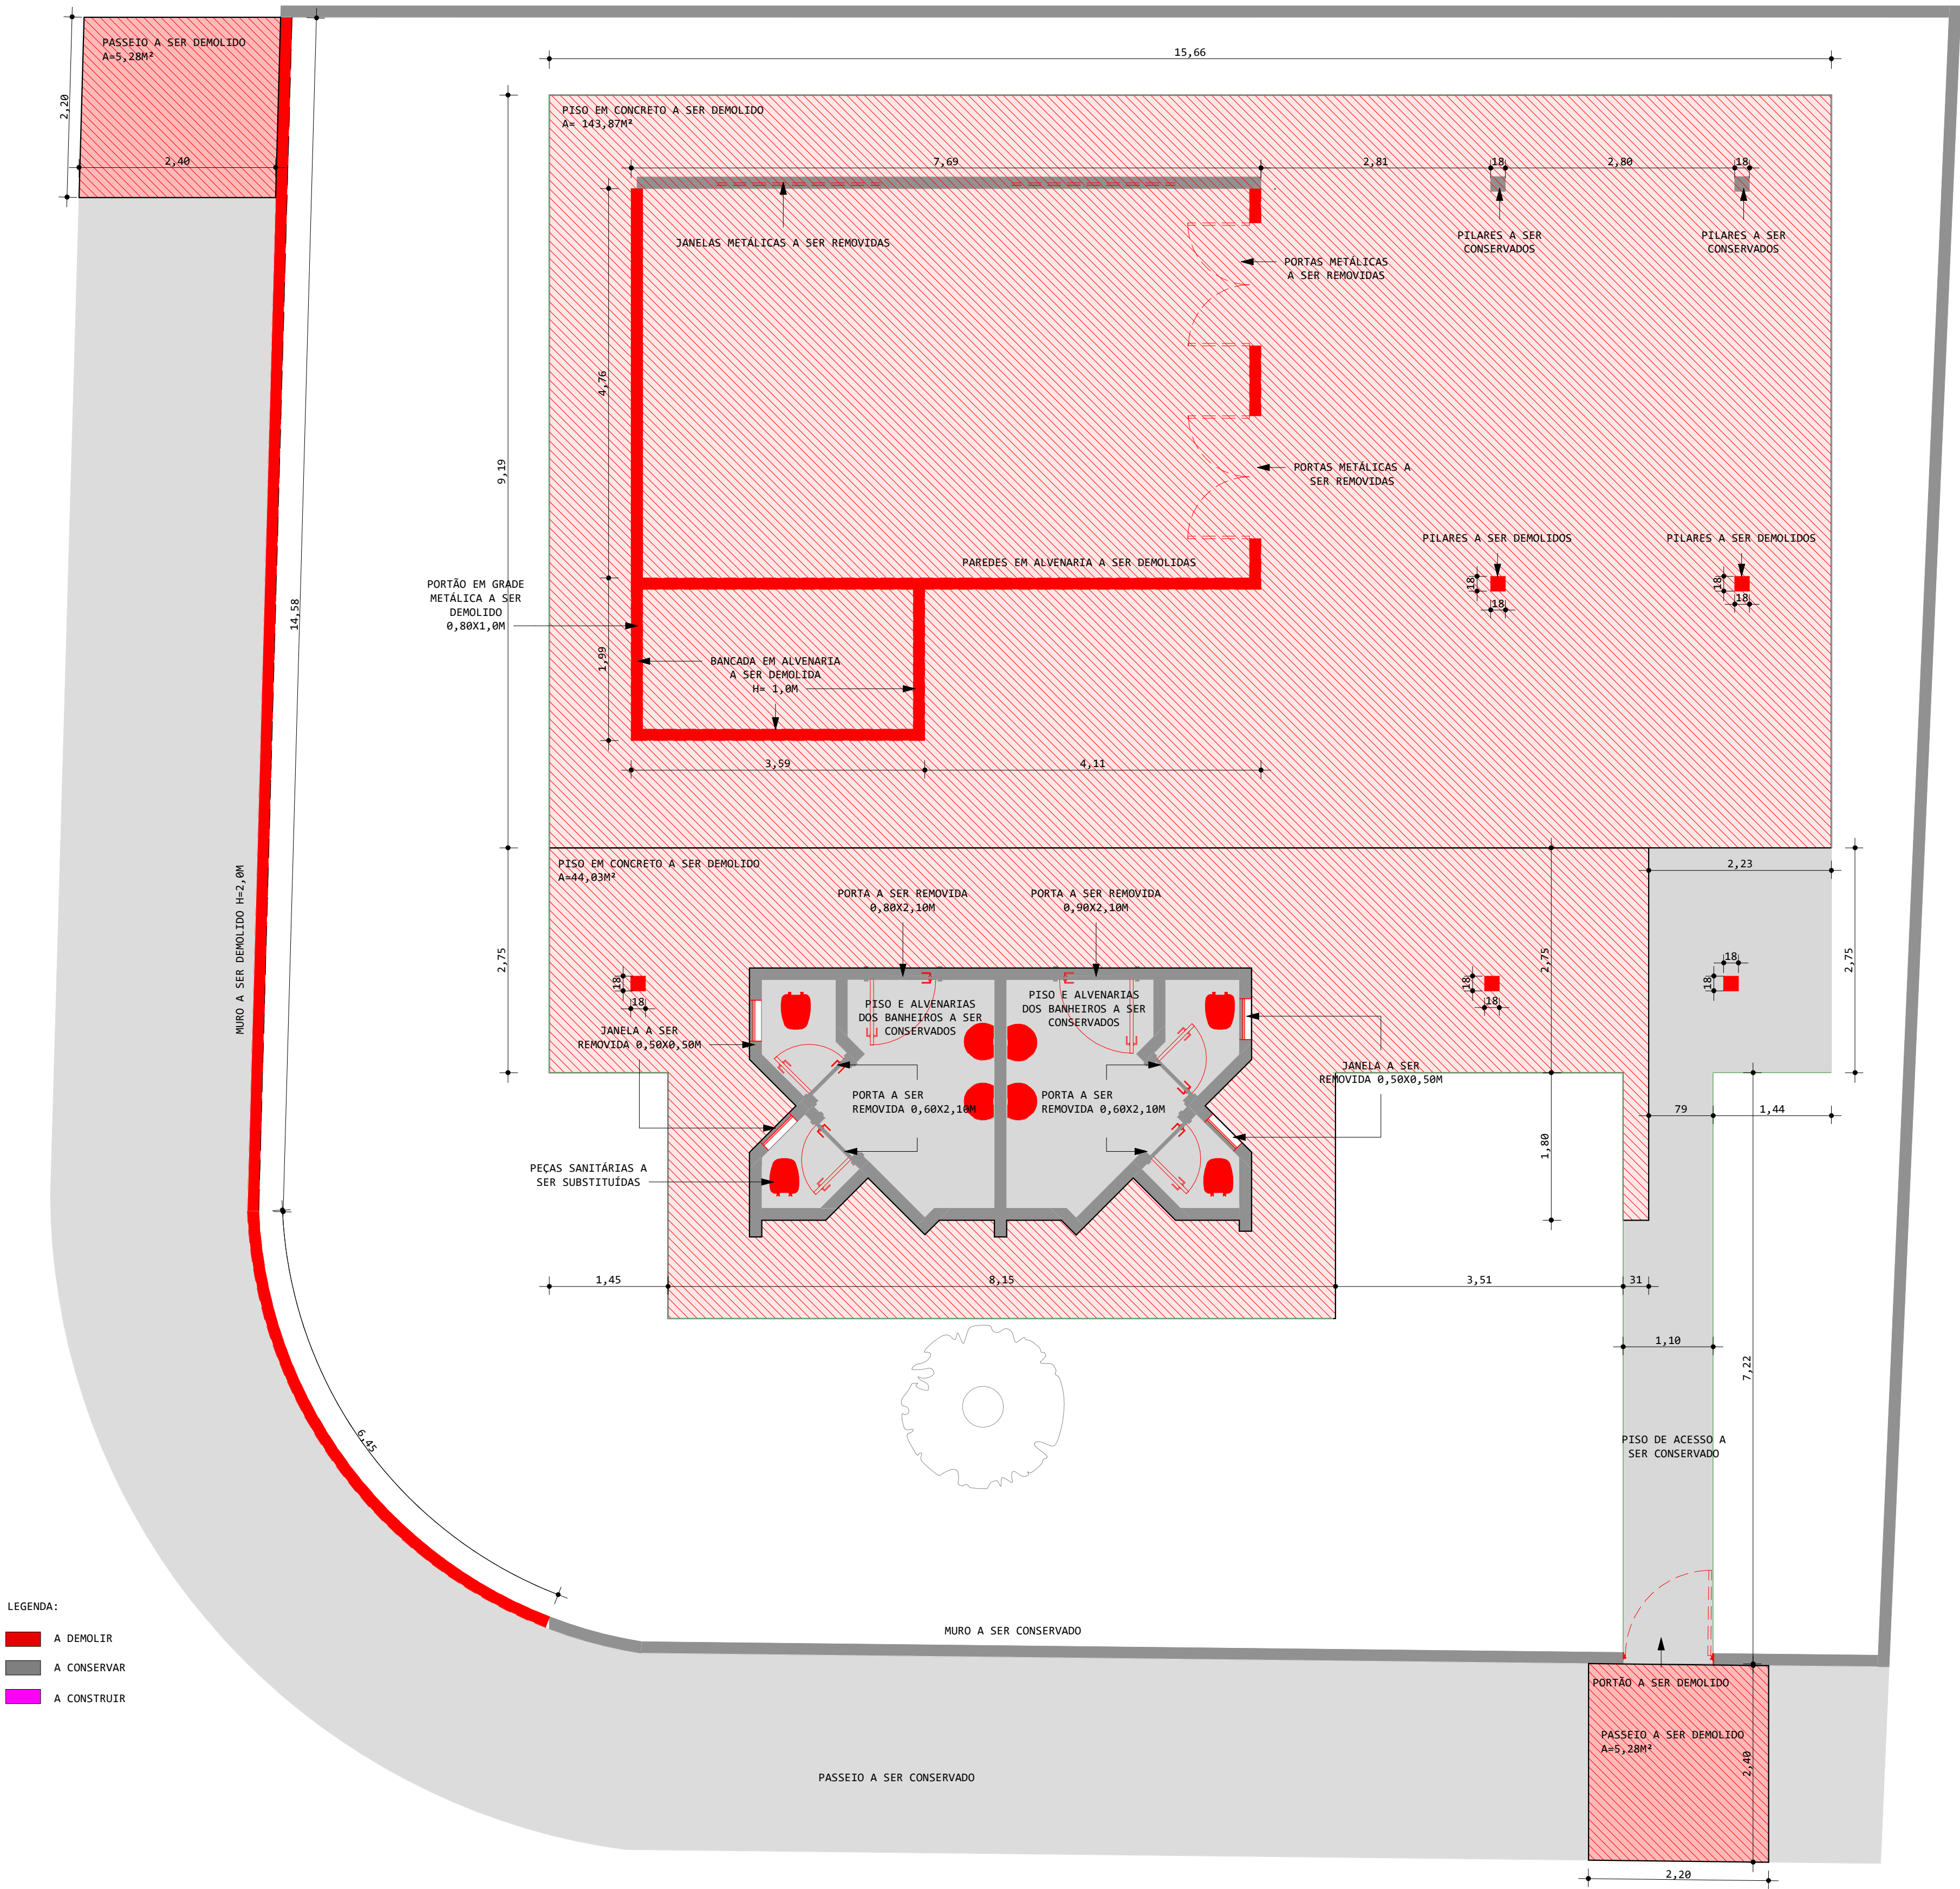 PASSEIO A SER DEMOLIDO
A=5,28M²
2,20
2,40
15,66
PISO EM CONCRETO A SER DEMOLIDO
A= 143,87M²
7,69
2,81
18
2,80
18
JANELAS METÁLICAS A SER REMOVIDAS
PILARES A SER
CONSERVADOS
PILARES A SER
CONSERVADOS
PORTAS METÁLICAS
A SER REMOVIDAS
4,76
9,19
PORTAS METÁLICAS A
SER REMOVIDAS
PILARES A SER DEMOLIDOS
PILARES A SER DEMOLIDOS
PAREDES EM ALVENARIA A SER DEMOLIDAS
18
18
18
18
PORTÃO EM GRADE
METÁLICA A SER
DEMOLIDO
0,80X1,0M
14,58
1,99
BANCADA EM ALVENARIA
A SER DEMOLIDA
H= 1,0M
3,59
4,11
MURO A SER DEMOLIDO H=2,0M
PISO EM CONCRETO A SER DEMOLIDO
A=44,03M²
2,23
PORTA A SER REMOVIDA
0,80X2,10M
PORTA A SER REMOVIDA
0,90X2,10M
2,75
2,75
2,75
18
18
18
18
18
18
PISO E ALVENARIAS
DOS BANHEIROS A SER
CONSERVADOS
PISO E ALVENARIAS
DOS BANHEIROS A SER
CONSERVADOS
JANELA A SER
REMOVIDA 0,50X0,50M
JANELA A SER
REMOVIDA 0,50X0,50M
PORTA A SER
REMOVIDA 0,60X2,10M
PORTA A SER
REMOVIDA 0,60X2,10M
79
1,44
1,80
PEÇAS SANITÁRIAS A
SER SUBSTITUÍDAS
1,45
8,15
3,51
31
1,10
7,22
6,45
PISO DE ACESSO A
SER CONSERVADO
LEGENDA:
A DEMOLIR
A CONSERVAR
A CONSTRUIR
MURO A SER CONSERVADO
PORTÃO A SER DEMOLIDO
PASSEIO A SER DEMOLIDO
A=5,28M²
2,40
PASSEIO A SER CONSERVADO
2,20